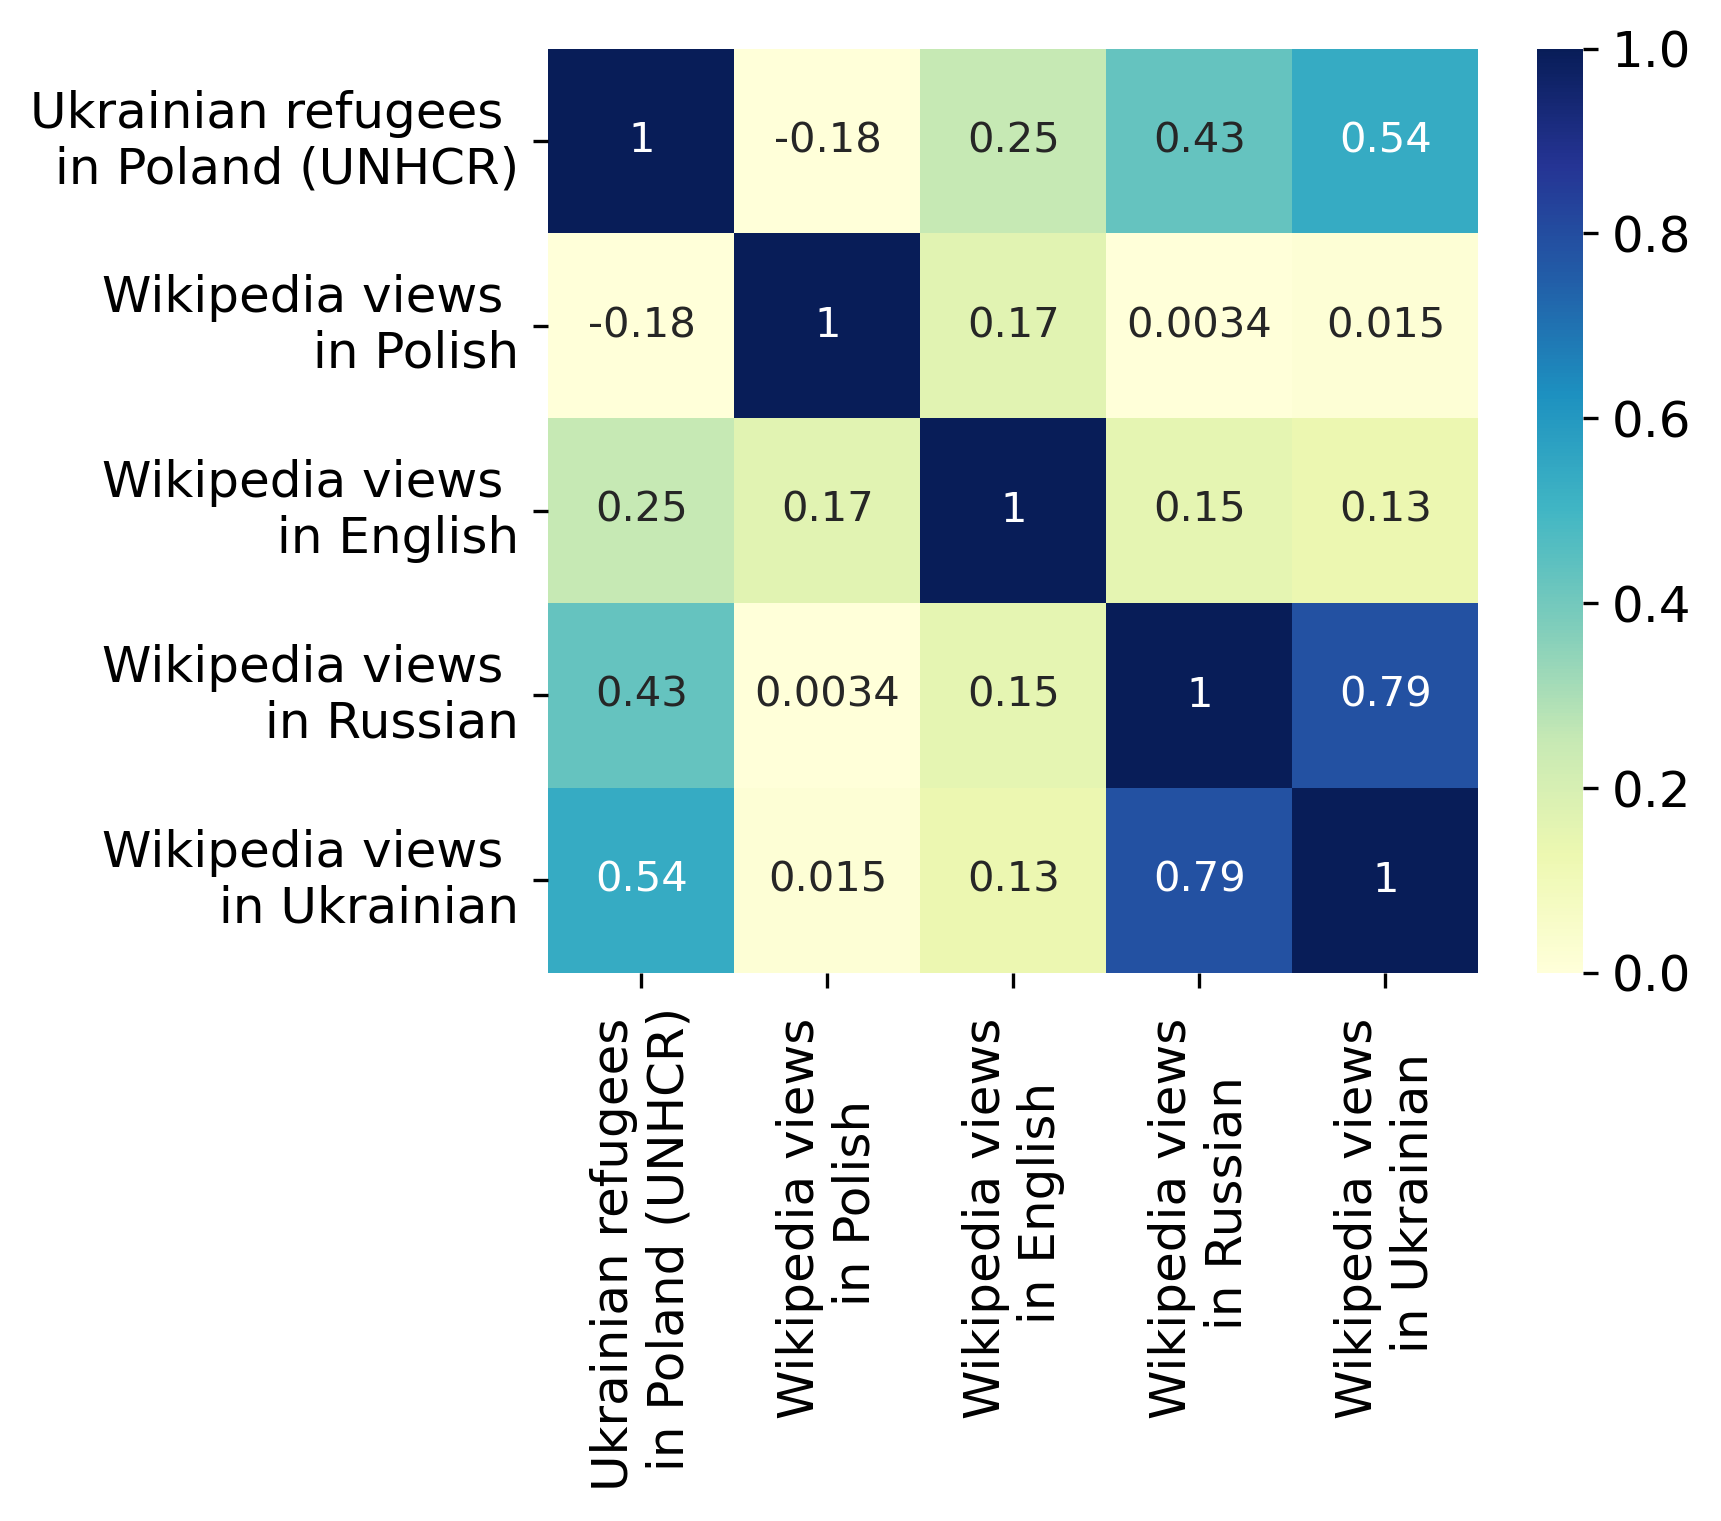 Ukrainian refugees
in Poland (UNHCR)
1
-0.18
0.25
0.43
0.54
Wikipedia views
in Polish
-0.18
1
0.17
0.0034
0.015
Wikipedia views
in English
0.25
0.17
1
0.15
0.13
Wikipedia views
in Russian
0.43
0.0034
0.15
1
0.79
Wikipedia views
in Ukrainian
0.54
0.015
0.13
0.79
1
Ukrainian refugees
in Poland (UNHCR)
Wikipedia views
in Polish
Wikipedia views
in English
Wikipedia views
in Russian
Wikipedia views
in Ukrainian
1.0
0.8
0.6
0.4
0.2
0.0